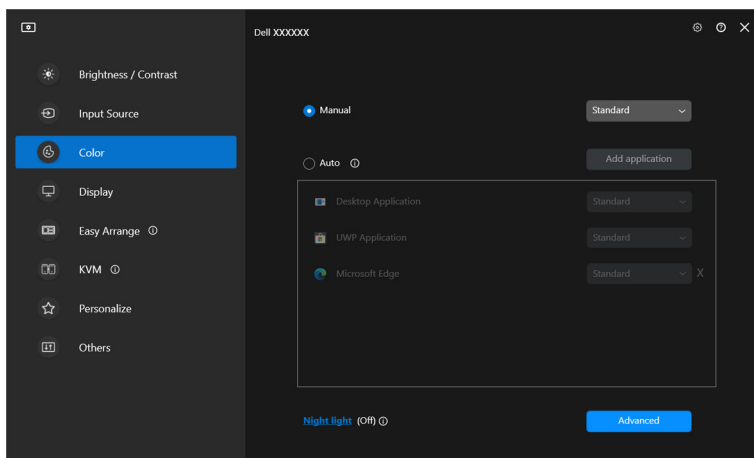 Dell XXXXXX
Brightness / Contrast
Input Source
Color
Display
Easy Arrange
KVM
Personalize
Others
Manual
Standard
Auto
Add application
Desktop Application
Standard
UWP Application
Standard
Microsoft Edge
Standard
X
Night light (Off)
Advanced